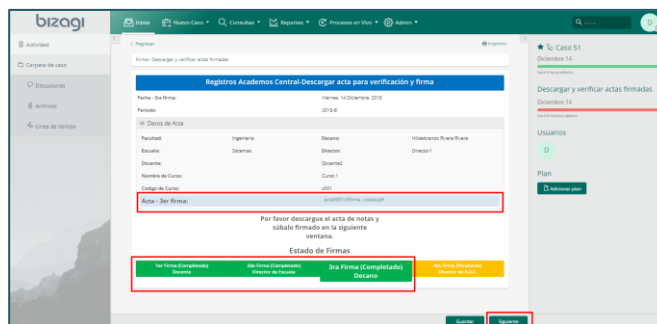 bizagi
Inbox
Nuevo Caso
Consultas
Reportes
Procesos en Vivo
Admin
D
Actividad
Carpeta de caso
Discusiones
Archivos
Línea de tiempo
Regresar
Imprimir
Firma › Descargar y verificar actas firmadas
Registros Academos Central-Descargar acta para verificación y firma
Fecha - 3ra Firma: Viernes, 14 Diciembre, 2018
Periodo: 2018-B
Datos de Acta
Facultad: Ingeniería Decano: Hildebrando Rivera Rivera
Escuela: Sistemas Director: Director1
Docente: Docente2
Nombre de Curso: Curso 1
Codigo de Curso: c001
Acta - 3er firma:
Por favor descargue el acta de notas y
súbalo firmado en la siguiente
ventana.
Estado de Firmas
1er Firma (Completado)
Docente
2da Firma (Completado)
Director de Escuela
3ra Firma (Completado)
Decano
4ta Firma (Pendiente)
Guardar
Siguiente
Caso 51
Diciembre 14
Descargar y verificar actas firmadas
Diciembre 14
Usuarios
D
Plan
Adicionar plan